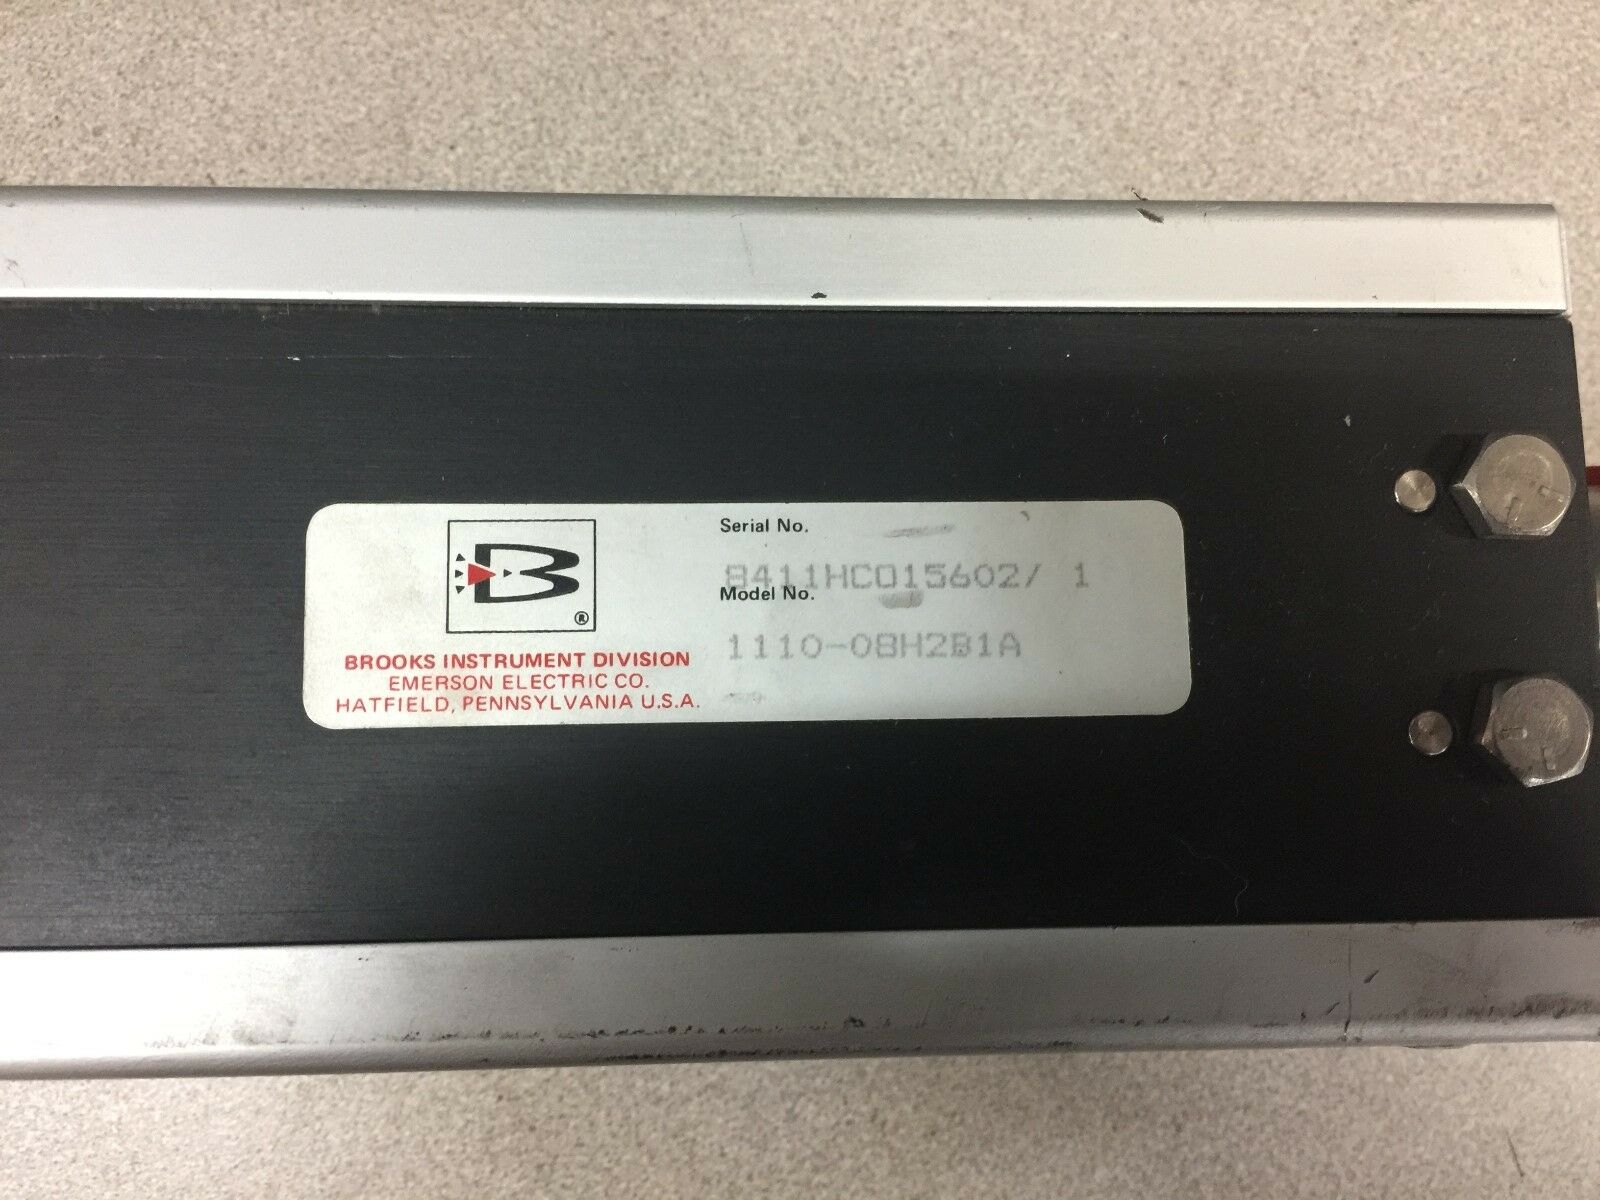 B
®
BROOKS INSTRUMENT DIVISION
EMERSON ELECTRIC CO.
HATFIELD, PENNSYLVANIA U.S.A.
Serial No.
8411HC015602/ 1
Model No.
1110-08H2B1A